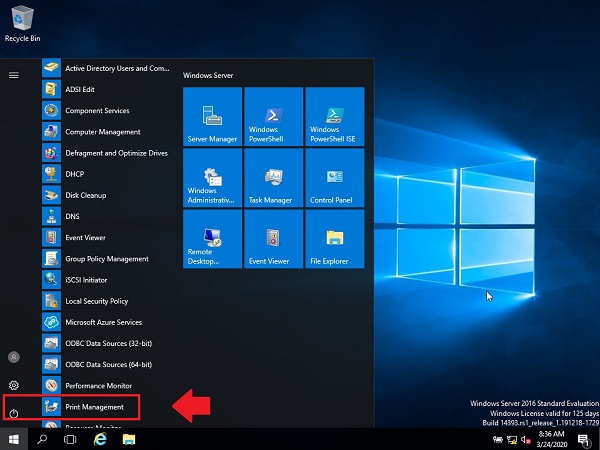 Recycle Bin
Active Directory Users and Com...
ADSI Edit
Component Services
Computer Management
Defragment and Optimize Drives
DHCP
Disk Cleanup
DNS
Event Viewer
Group Policy Management
iSCSI Initiator
Local Security Policy
Microsoft Azure Services
ODBC Data Sources (32-bit)
ODBC Data Sources (64-bit)
Performance Monitor
Print Management
Resource Monitor
Windows Server
Server Manager
Windows
PowerShell
Windows
PowerShell ISE
Windows
Administrativ...
Task Manager
Control Panel
Remote
Desktop...
Event Viewer
File Explorer
Windows Server 2016 Standard Evaluation
Windows License valid for 125 days
Build 14393.rs1_release_1.191218-1729
8:36 AM
3/24/2020
1